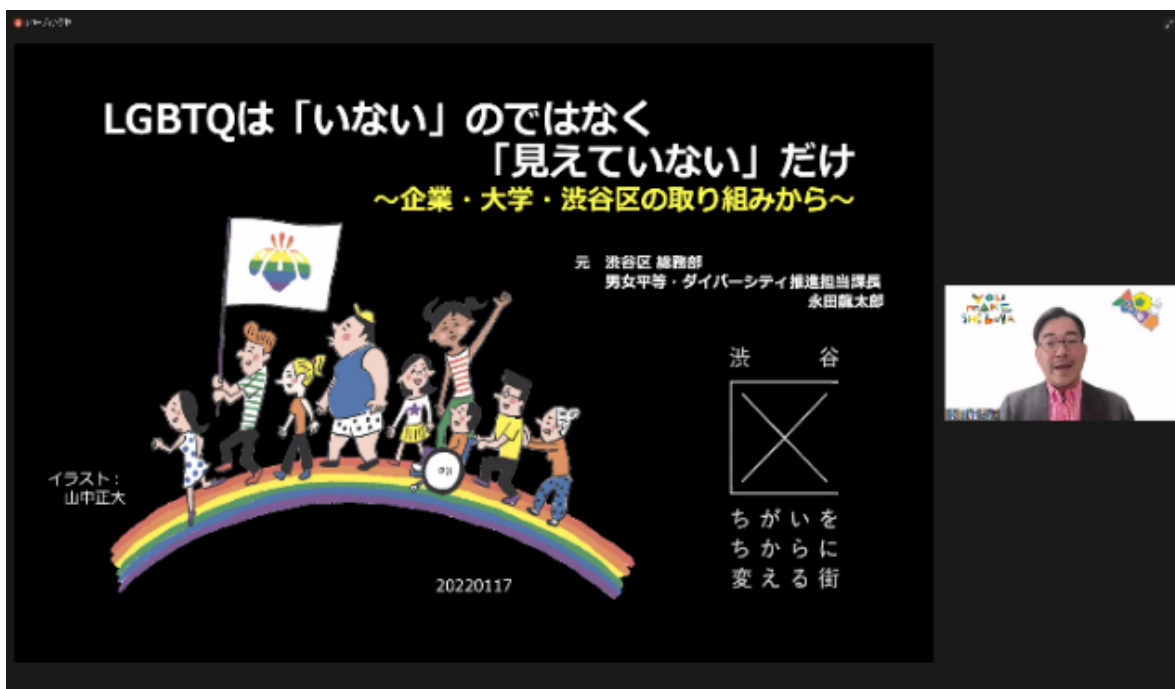 LGBTQは「いない」のではなく
「見えていない」だけ
～企業・大学・渋谷区の取り組みから～
元 渋谷区 総務部
男女平等・ダイバーシティ推進担当課長
永田龍太郎
渋 谷
ちがいを
ちからに
変える街
イラスト：
山中正大
20220117
YOU
MAKE
SHIBUYA